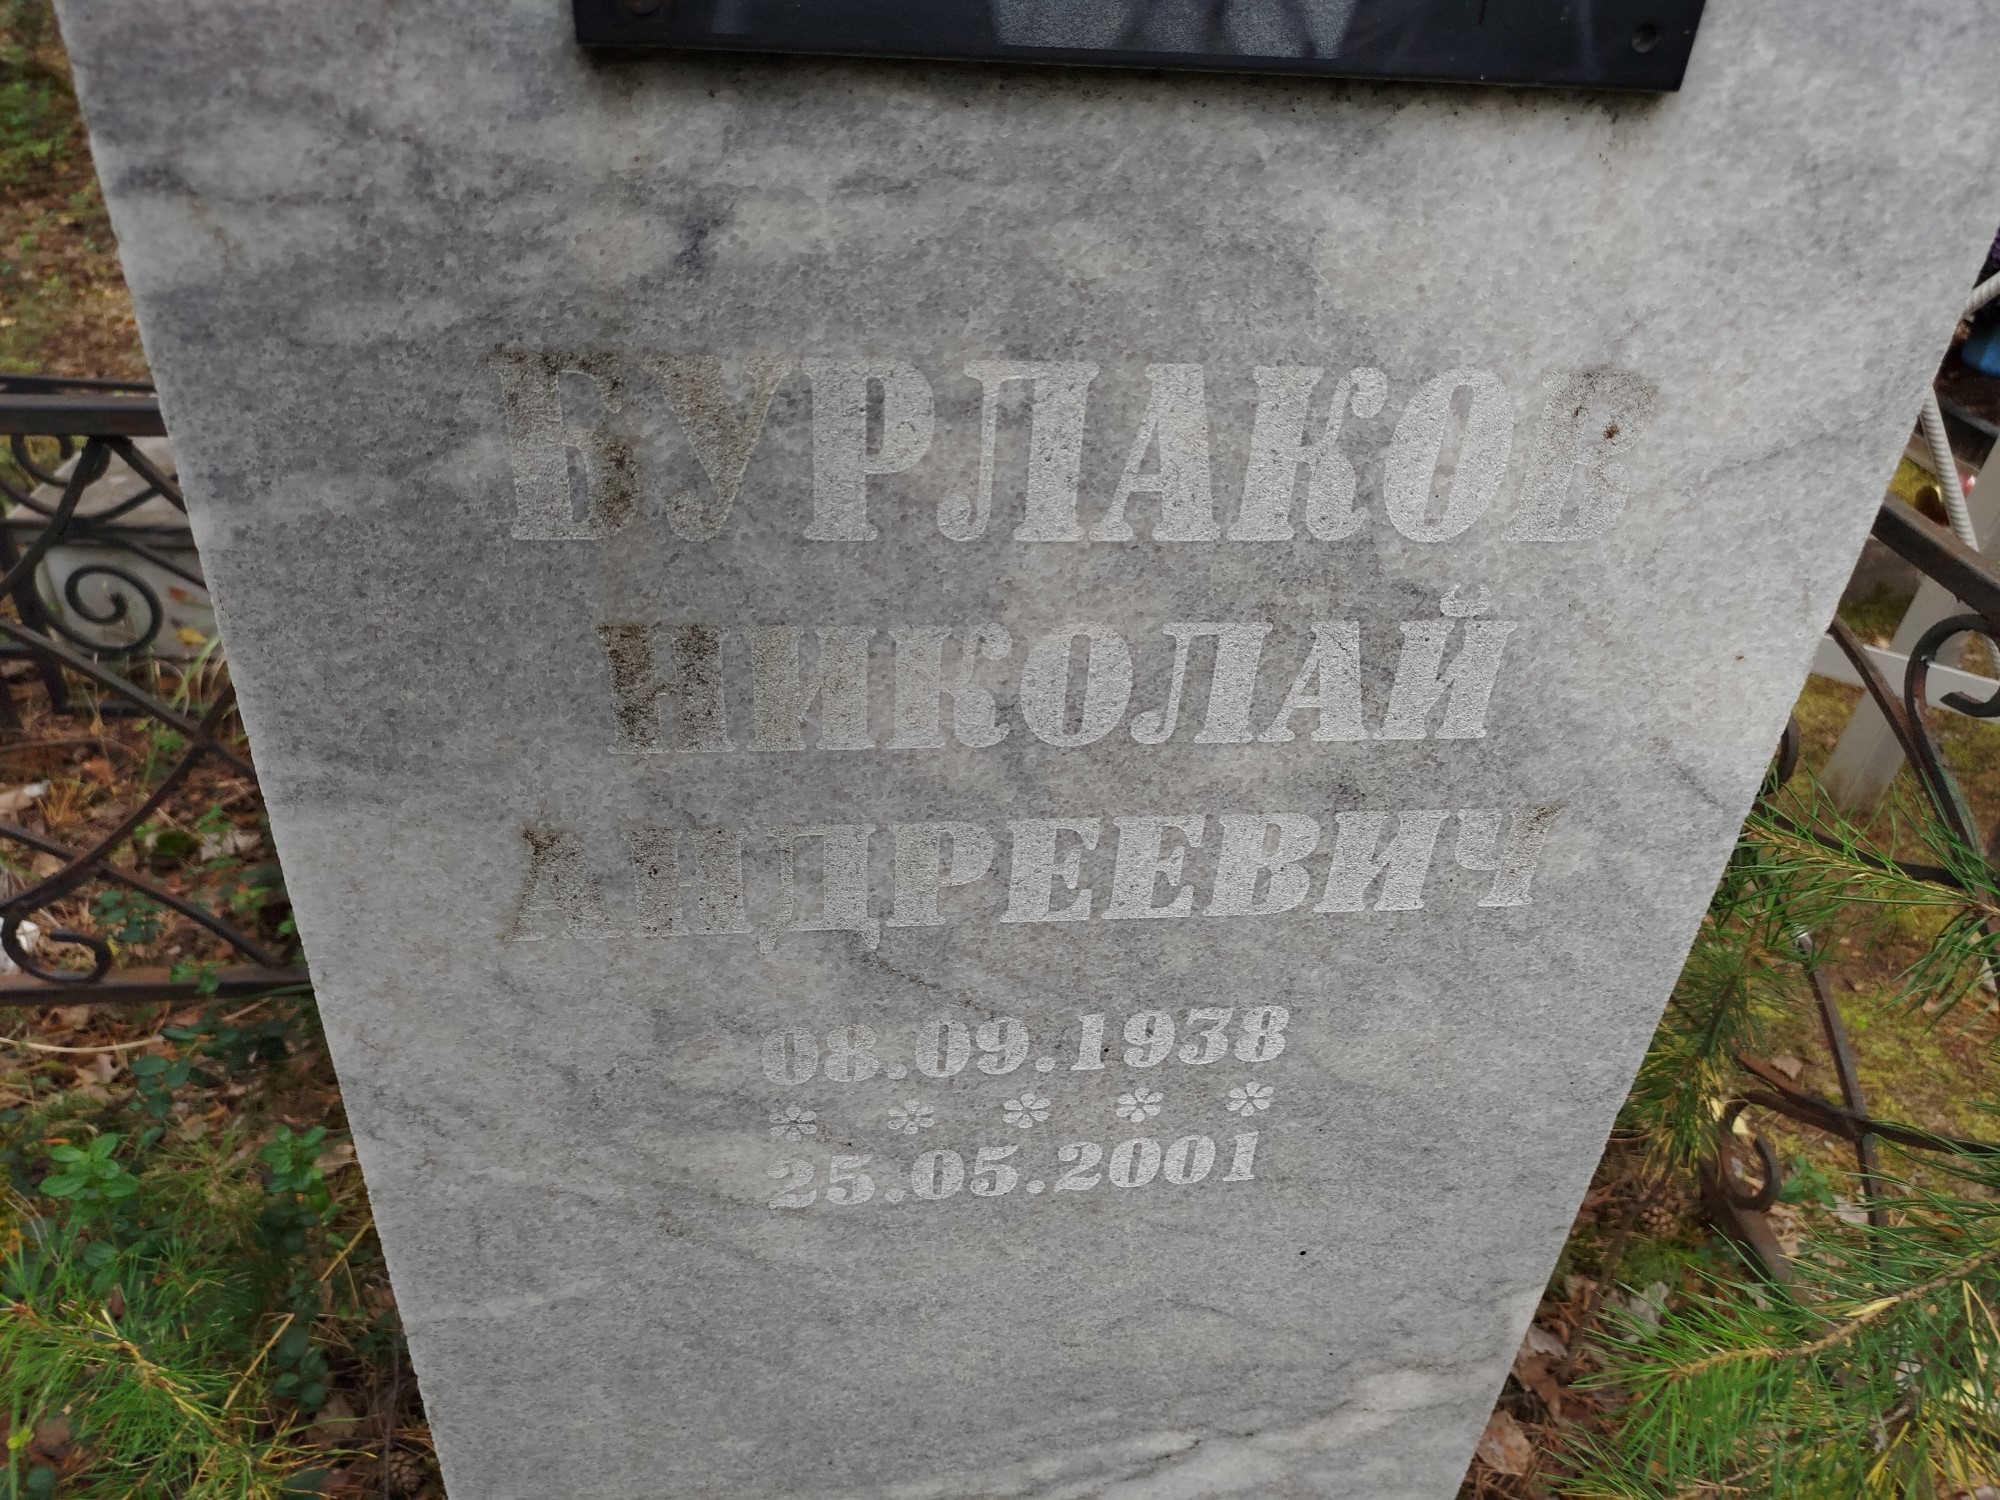 БУРЛАКОВ
НИКОЛАЙ
АНДРЕЕВИЧ
08.09.1938
25.05.2001